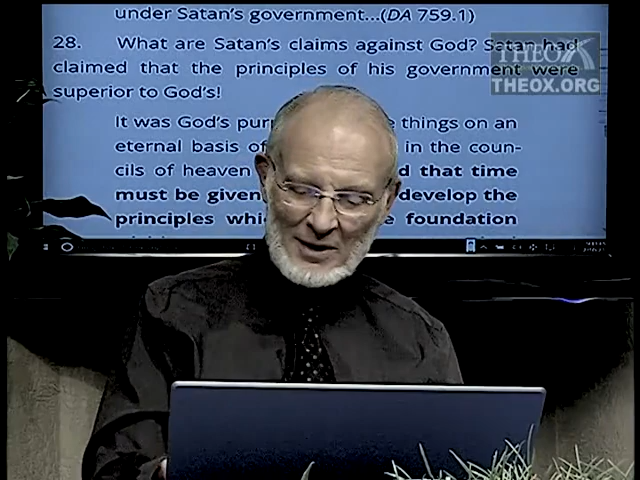 under Satan's government...(DA 759.1)
28. What are Satan's claims against God? Satan had
claimed that the principles of his government were
superior to God's!
It was God's things on an
eternal basis of in the coun-
cils of heaven that time
must be given develop the
principles foundation
THEOX
THEOX.ORG